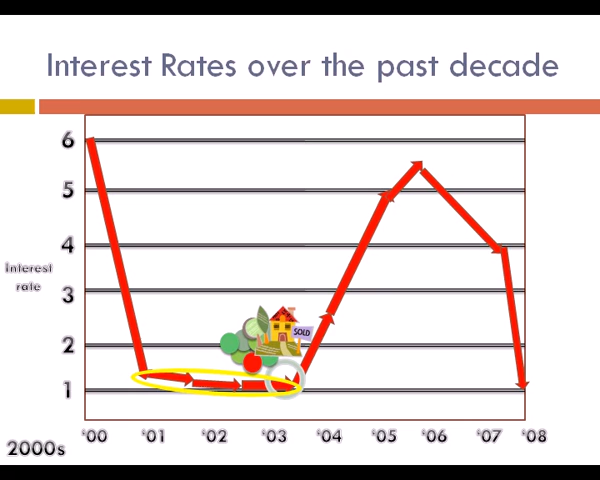 Interest Rates over the past decade
6
5
4
Interest
rate
3
SOLD
2
1
'00 '01 '02 '03 '04 '05 '06 '07 '08
2000s